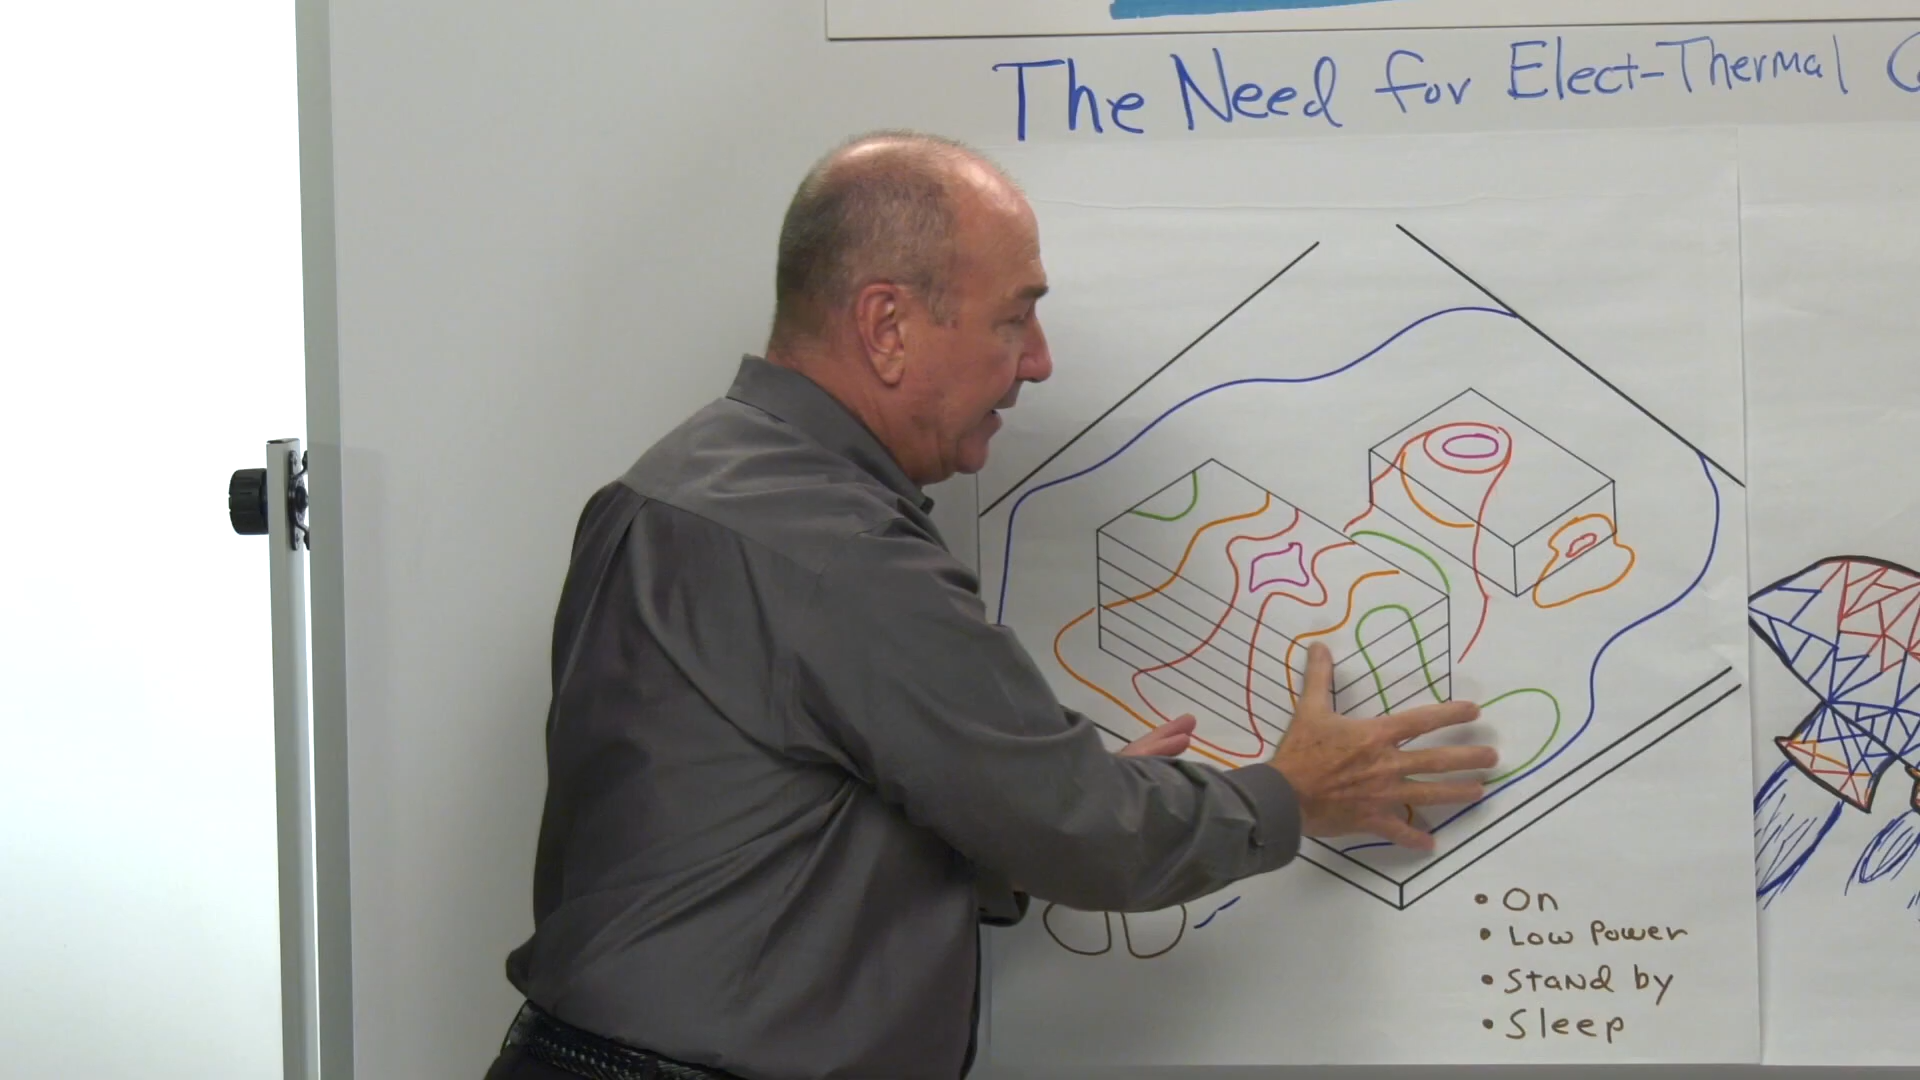 The Need for Elect-Thermal
• On
• Low Power
• Stand by
• Sleep